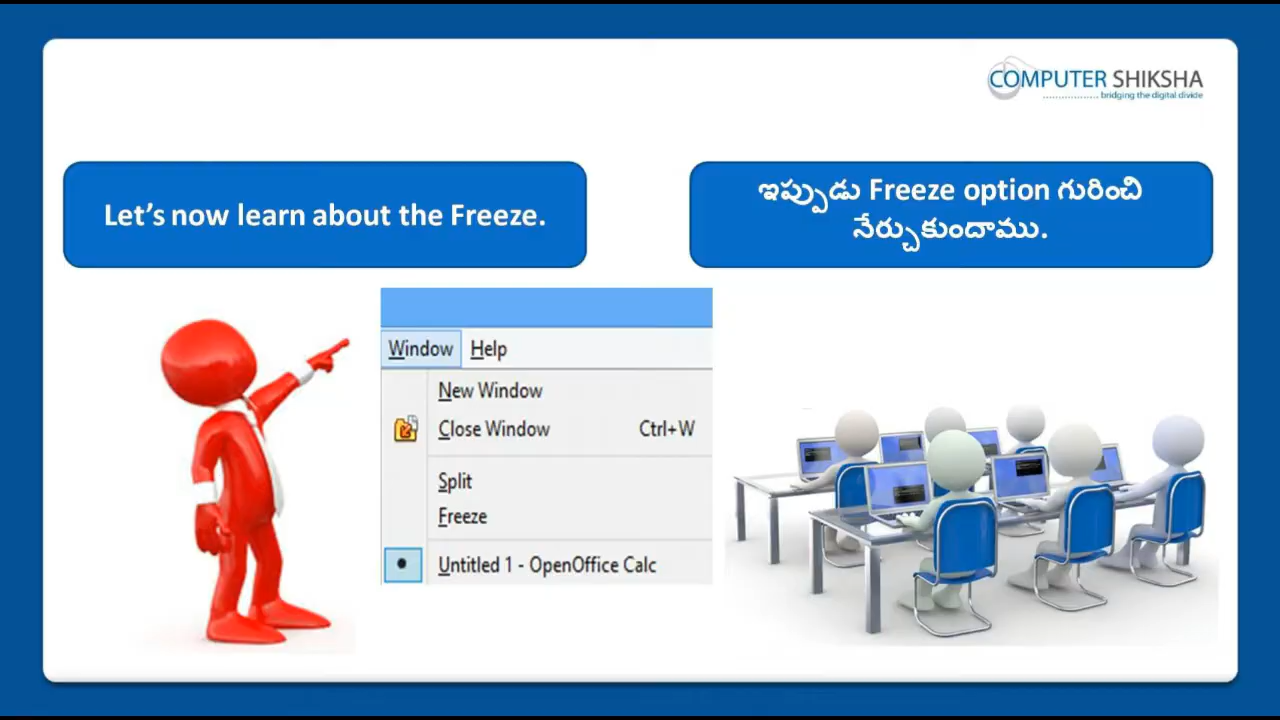 COMPUTER SHIKSHA
bridging the digital divide
Let's now learn about the Freeze.
ఇప్పుడు Freeze option గురించి
నేర్చుకుందాము.
Window Help
New Window
Close Window Ctrl+W
Split
Freeze
Untitled 1 - OpenOffice Calc